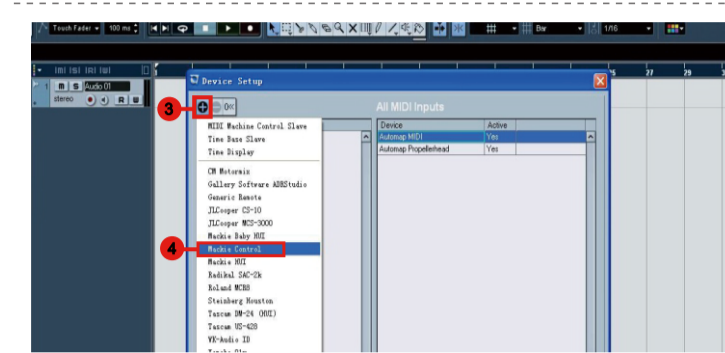 Touch Fader 100 ms Bar 1/16
25 27 29
m S Audio 01
stereo R W
Device Setup
3
All MIDI Inputs
MIDI Machine Control Slave
Time Base Slave
Time Display
Device Active
Automap MIDI Yes
Automap Propellerhead Yes
CM Motormix
Gallery Software ADRStudio
Generic Remote
JLCooper CS-10
JLCooper MCS-3000
Mackie Baby HUI
4
Mackie Control
Mackie HUI
Radikal SAC-2k
Roland MCR8
Steinberg Houston
Tascam DM-24 (HUI)
Tascam US-428
VK-Audio ID